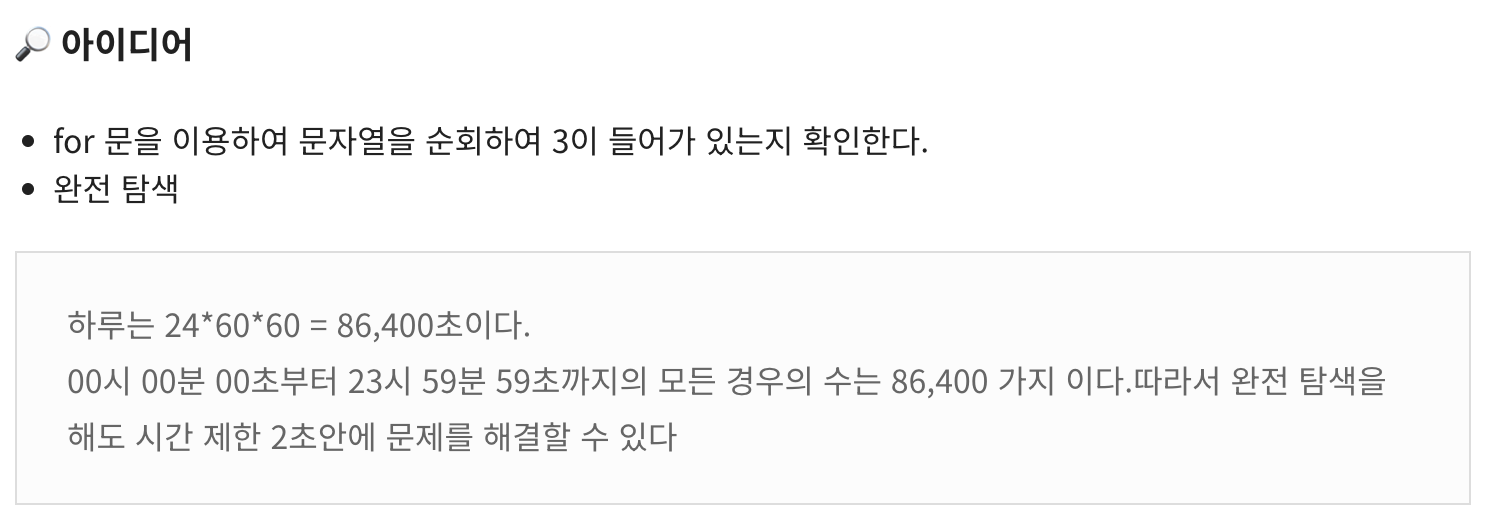 🔎 아이디어
• for 문을 이용하여 문자열을 순회하여 3이 들어가 있는지 확인한다.
• 완전 탐색
하루는 24*60*60 = 86,400초이다.
00시 00분 00초부터 23시 59분 59초까지의 모든 경우의 수는 86,400 가지 이다.따라서 완전 탐색을
해도 시간 제한 2초안에 문제를 해결할 수 있다